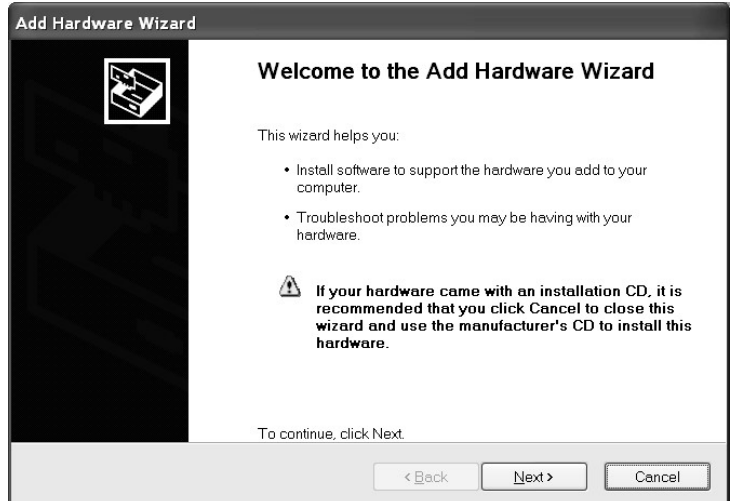 Add Hardware Wizard
Welcome to the Add Hardware Wizard
This wizard helps you:
• Install software to support the hardware you add to your
computer.
• Troubleshoot problems you may be having with your
hardware.
If your hardware came with an installation CD, it is
recommended that you click Cancel to close this
wizard and use the manufacturer's CD to install this
hardware.
To continue, click Next.
< Back Next > Cancel